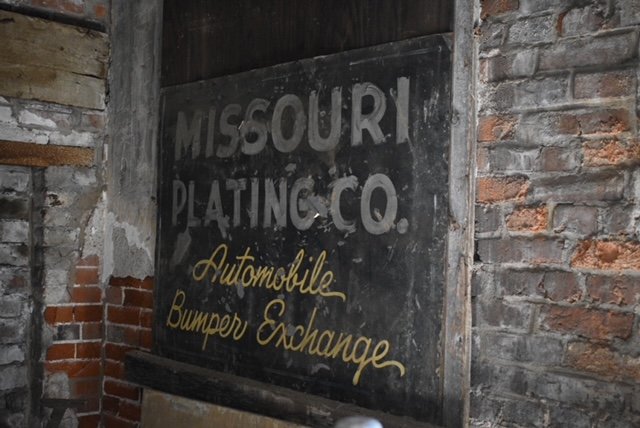 MISSOURI
PLATING CO.
Automobile
Bumper Exchange